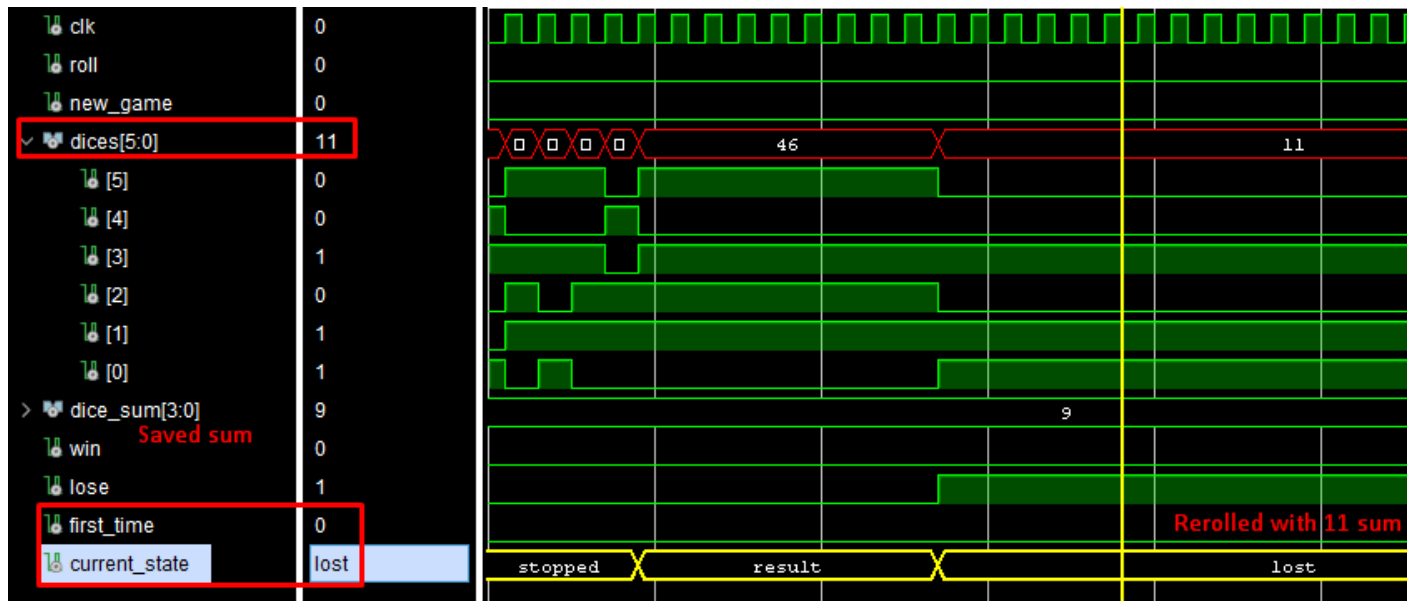 clk 0
roll 0
new_game 0
dices[5:0] 11 46 11
[5] 0
[4] 0
[3] 1
[2] 0
[1] 1
[0] 1
dice_sum[3:0] 9 9
Saved sum
win 0
lose 1
first_time 0 Rerolled with 11 sum
current_state lost stopped result lost